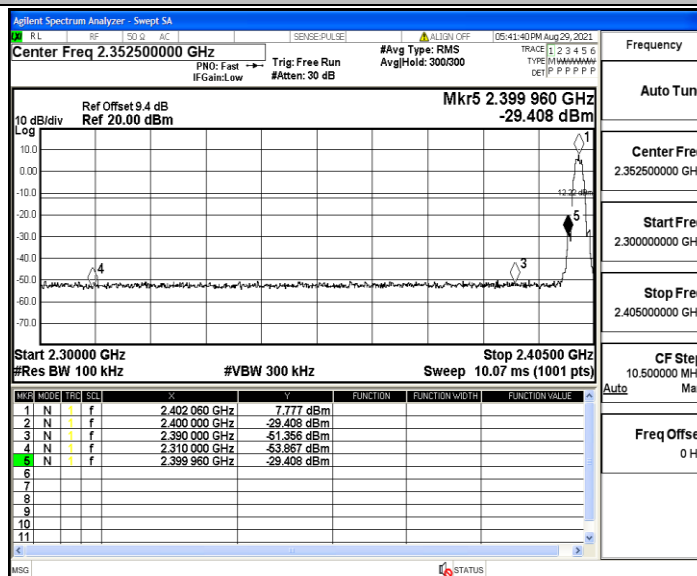 Agilent Spectrum Analyzer - Swept SA
RL RF 50 Ω AC SENSE:PULSE ALIGN OFF 05:41:40 PM Aug 29, 2021
Center Freq 2.352500000 GHz
PNO: Fast
IFGain:Low
Trig: Free Run
#Atten: 30 dB
#Avg Type: RMS
Avg|Hold: 300/300
TRACE 1 2 3 4 5 6
TYPE M WWWWW
DET P P P P P P
Ref Offset 9.4 dB
Ref 20.00 dBm
10 dB/div
Log
Mkr5 2.399 960 GHz
-29.408 dBm
10.0
0.00
-10.0
-20.0
-30.0
-40.0
-50.0
-60.0
-70.0
1
-12.22 dBm
5
4
3
Start 2.30000 GHz Stop 2.40500 GHz
#Res BW 100 kHz #VBW 300 kHz Sweep 10.07 ms (1001 pts)
MKR MODE TRC SCL X Y FUNCTION FUNCTION WIDTH FUNCTION VALUE
1 N 1 f 2.402 060 GHz 7.777 dBm
2 N 1 f 2.400 000 GHz -29.408 dBm
3 N 1 f 2.390 000 GHz -51.356 dBm
4 N 1 f 2.310 000 GHz -53.867 dBm
5 N 1 f 2.399 960 GHz -29.408 dBm
6
7
8
9
10
11
MSG STATUS
Frequency
Auto Tun
Center Fre
2.352500000 GH
Start Fre
2.300000000 GH
Stop Fre
2.405000000 GH
CF Step
10.500000 MH
Auto Ma
Freq Offse
0 H